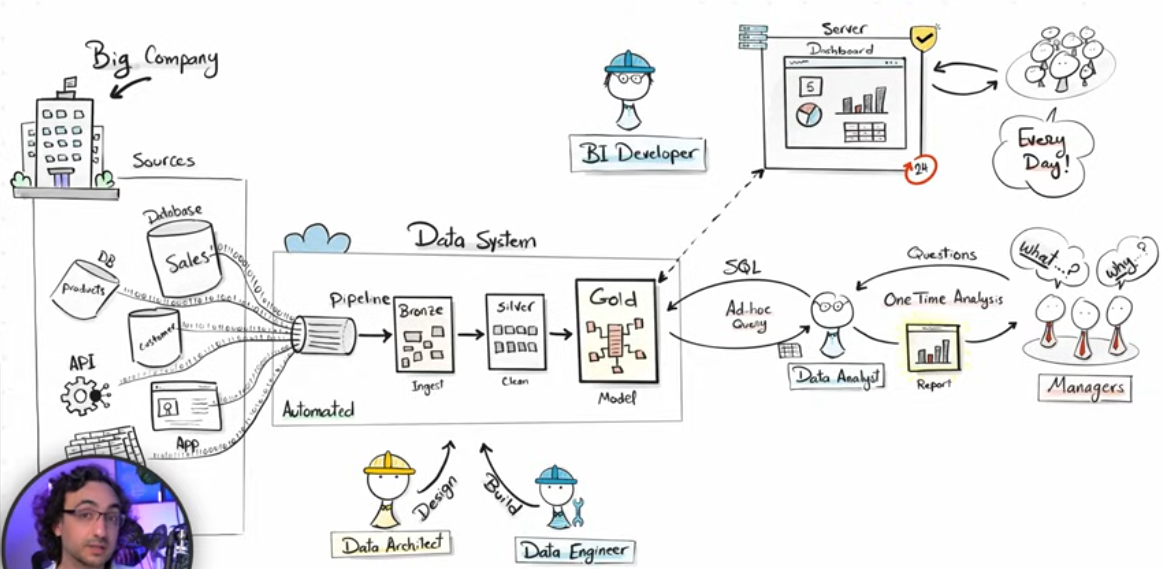 Big Company
Sources
Database
Sales
DB
products
customer
API
App
Data System
Pipeline
Bronze
Ingest
Silver
Clean
Gold
Model
Automated
Design
Build
Data Architect
Data Engineer
BI Developer
Server
Dashboard
5
24
Every
Day!
SQL
Ad-hoc
Query
Data Analyst
Questions
One Time Analysis
Report
What...?
Why...?
Managers